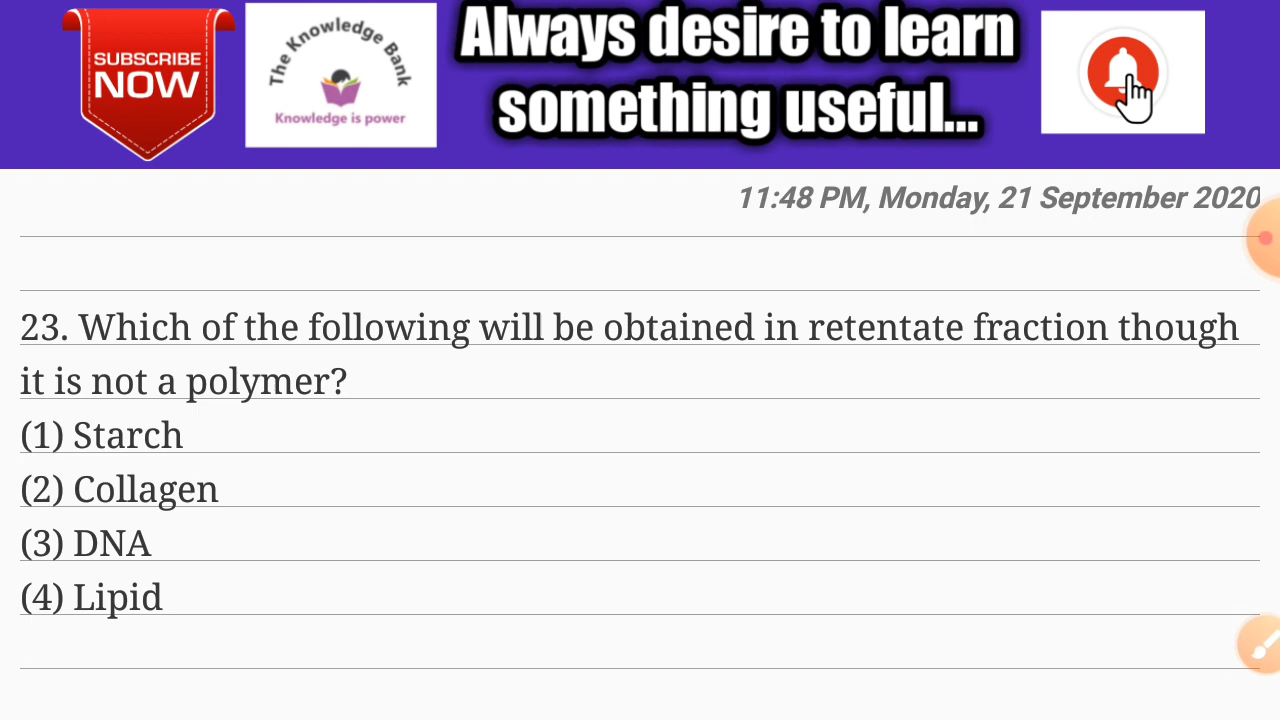 SUBSCRIBE
NOW
The Knowledge Bank
Knowledge is power
Always desire to learn
something useful...
11:48 PM, Monday, 21 September 2020
23. Which of the following will be obtained in retentate fraction though
it is not a polymer?
(1) Starch
(2) Collagen
(3) DNA
(4) Lipid